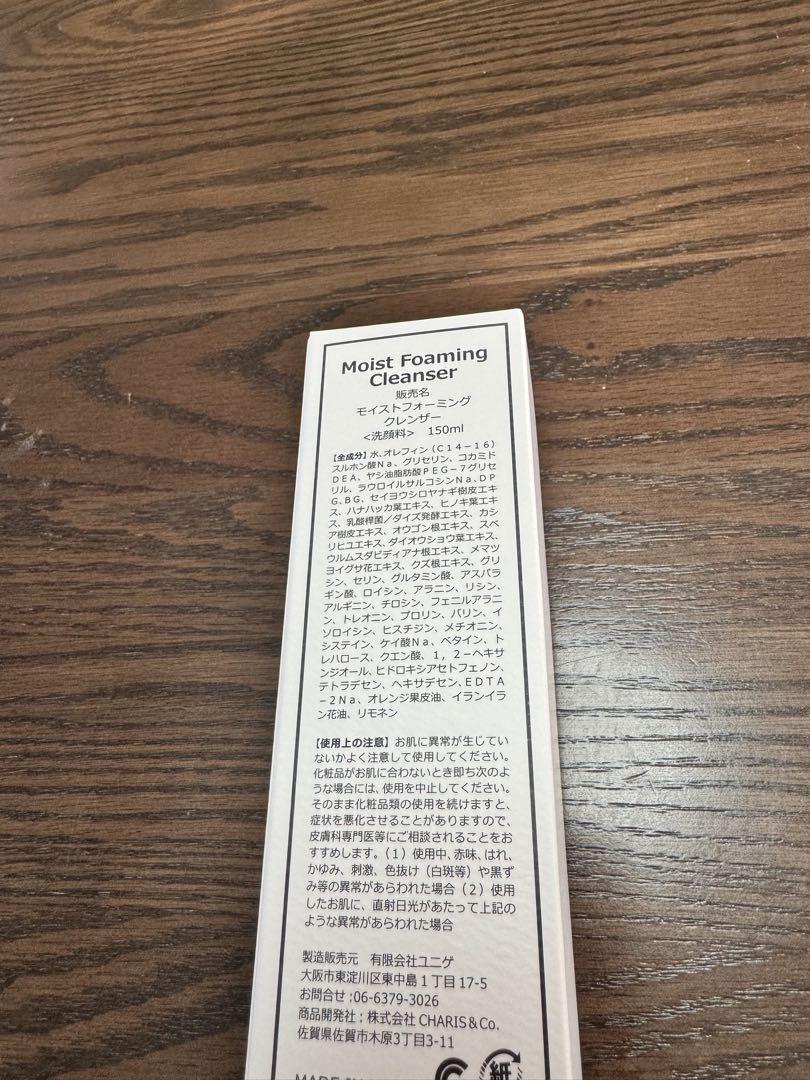 Moist Foaming
Cleanser
販売名
モイストフォーミング
クレンザー
<洗顔料> 150ml
【全成分】水、オレフィン(C14-16)
スルホン酸Na、グリセリン、コカミド
DEA、ヤシ油脂肪酸PEG-7グリセ
リル、ラウロイルサルコシンNa、DP
G、BG、セイヨウシロヤナギ樹皮エキ
ス、ハナハッカ葉エキス、ヒノキ葉エキ
ス、乳酸桿菌/ダイズ発酵エキス、カシ
ア樹皮エキス、オウゴン根エキス、スベ
リヒユエキス、ダイオウショウ葉エキス、
ウルムスダビディアナ根エキス、メマツ
ヨイグサ花エキス、クズ根エキス、グリ
シン、セリン、グルタミン酸、アスパラ
ギン酸、ロイシン、アラニン、リシン、
アルギニン、チロシン、フェニルアラニ
ン、トレオニン、プロリン、バリン、イ
ソロイシン、ヒスチジン、メチオニン、
システイン、ケイ酸Na、ベタイン、ト
レハロース、クエン酸、1,2-ヘキサ
ンジオール、ヒドロキシアセトフェノン、
テトラデセン、ヘキサデセン、EDTA
-2Na、オレンジ果皮油、イランイラ
ン花油、リモネン
【使用上の注意】お肌に異常が生じてい
ないかよく注意して使用してください。
化粧品がお肌に合わないとき即ち次のよ
うな場合には、使用を中止してください。
そのまま化粧品類の使用を続けますと、
症状を悪化させることがありますので、
皮膚科専門医等にご相談されることをお
すすめします。(1)使用中、赤味、はれ、
かゆみ、刺激、色抜け(白斑等)や黒ず
み等の異常があらわれた場合(2)使用
したお肌に、直射日光があたって上記の
ような異常があらわれた場合
製造販売元 有限会社ユニゲ
大阪市東淀川区東中島1丁目17-5
お問合せ:06-6379-3026
商品開発社:株式会社 CHARIS&Co.
佐賀県佐賀市木原3丁目3-11
MADE
紙